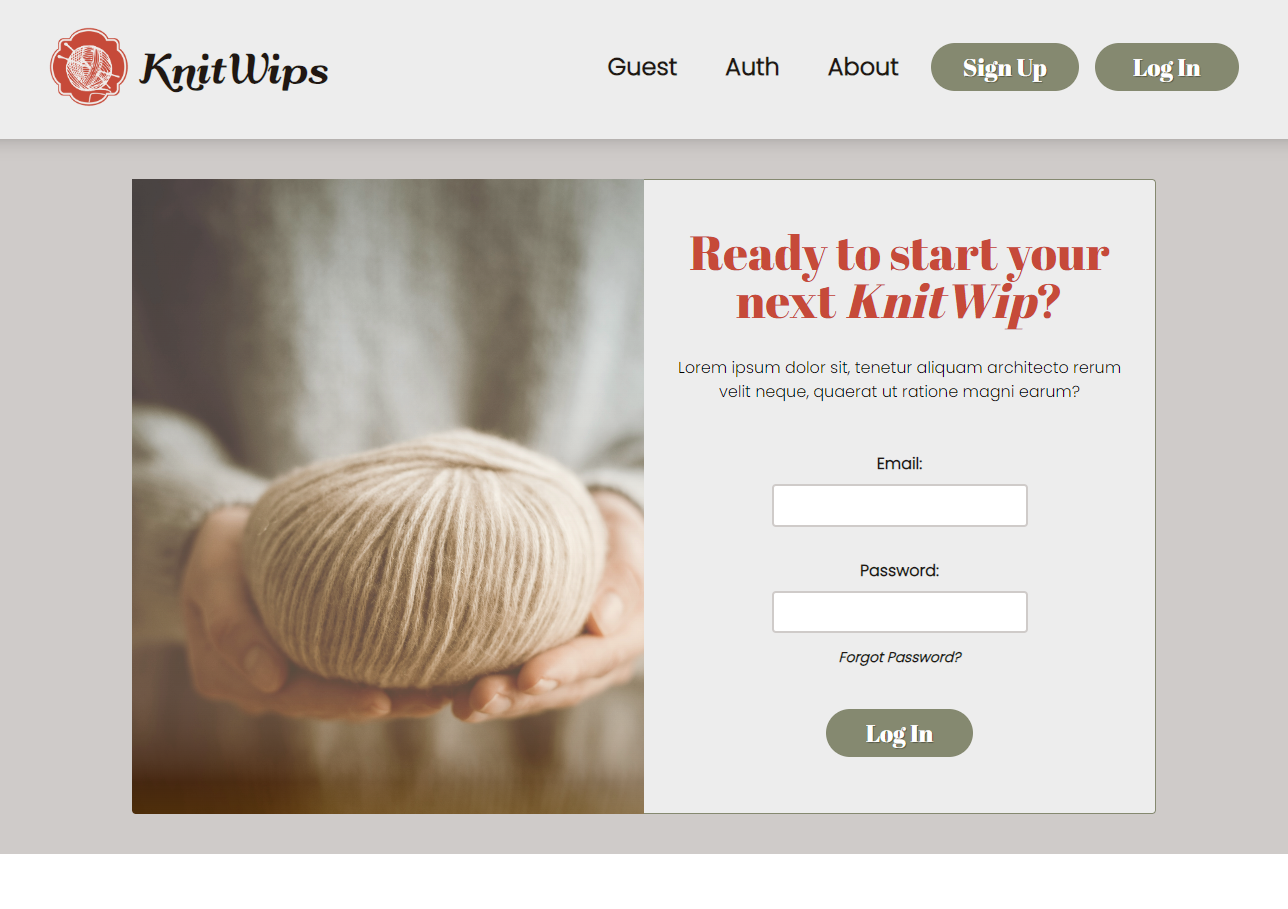 KnitWips
Guest
Auth
About
Sign Up
Log In
Ready to start your
next KnitWip?
Lorem ipsum dolor sit, tenetur aliquam architecto rerum
velit neque, quaerat ut ratione magni earum?
Email:
Password:
Forgot Password?
Log In